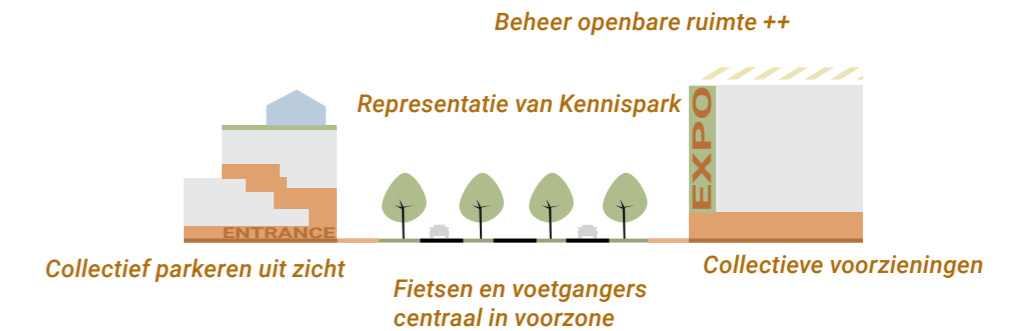 Beheer openbare ruimte ++
Representatie van Kennispark
EXPO
ENTRANCE
Collectief parkeren uit zicht
Fietsen en voetgangers
centraal in voorzone
Collectieve voorzieningen